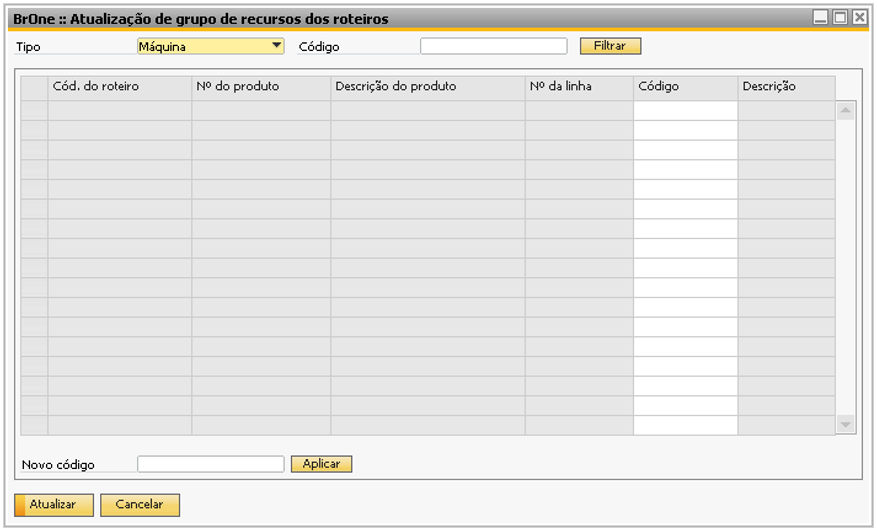 BrOne :: Atualização de grupo de recursos dos roteiros
Tipo Máquina Código Filtrar
Cód. do roteiro Nº do produto Descrição do produto Nº da linha Código Descrição
Novo código Aplicar
Atualizar Cancelar